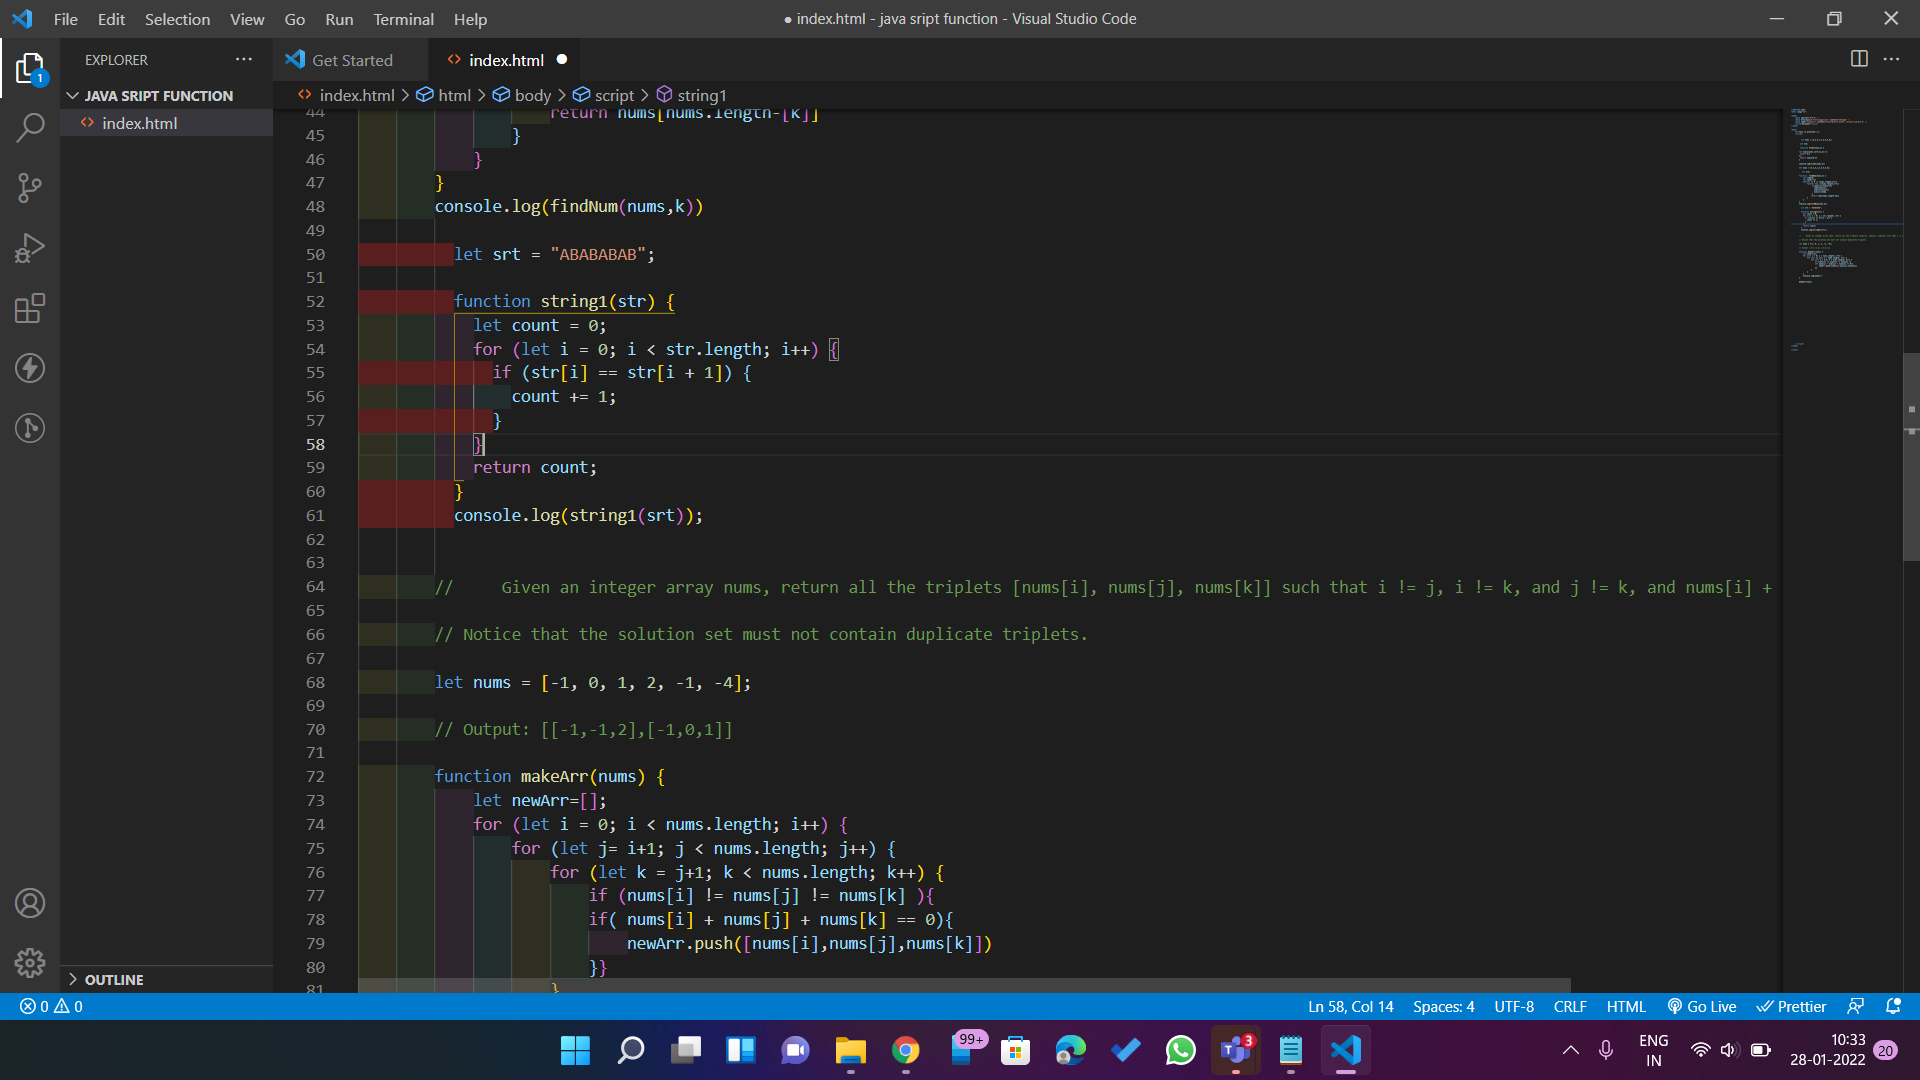 File Edit Selection View Go Run Terminal Help
● index.html - java sript function - Visual Studio Code
EXPLORER
Get Started
index.html
JAVA SRIPT FUNCTION
index.html
index.html > html > body > script > string1
44 return nums[nums.length-[k]]
45 }
46 }
47 }
48 console.log(findNum(nums,k))
49
50 let srt = "ABABABAB";
51
52 function string1(str) {
53 let count = 0;
54 for (let i = 0; i < str.length; i++) {
55 if (str[i] == str[i + 1]) {
56 count += 1;
57 }
58 }
59 return count;
60 }
61 console.log(string1(srt));
62
63
64 // Given an integer array nums, return all the triplets [nums[i], nums[j], nums[k]] such that i != j, i != k, and j != k, and nums[i] +
65
66 // Notice that the solution set must not contain duplicate triplets.
67
68 let nums = [-1, 0, 1, 2, -1, -4];
69
70 // Output: [[-1,-1,2],[-1,0,1]]
71
72 function makeArr(nums) {
73 let newArr=[];
74 for (let i = 0; i < nums.length; i++) {
75 for (let j= i+1; j < nums.length; j++) {
76 for (let k = j+1; k < nums.length; k++) {
77 if (nums[i] != nums[j] != nums[k] ){
78 if( nums[i] + nums[j] + nums[k] == 0){
79 newArr.push([nums[i],nums[j],nums[k]])
80 }}
81 }
1
OUTLINE
0 0
Ln 58, Col 14 Spaces: 4 UTF-8 CRLF HTML Go Live Prettier
99+
3
ENG
IN
10:33
28-01-2022
20